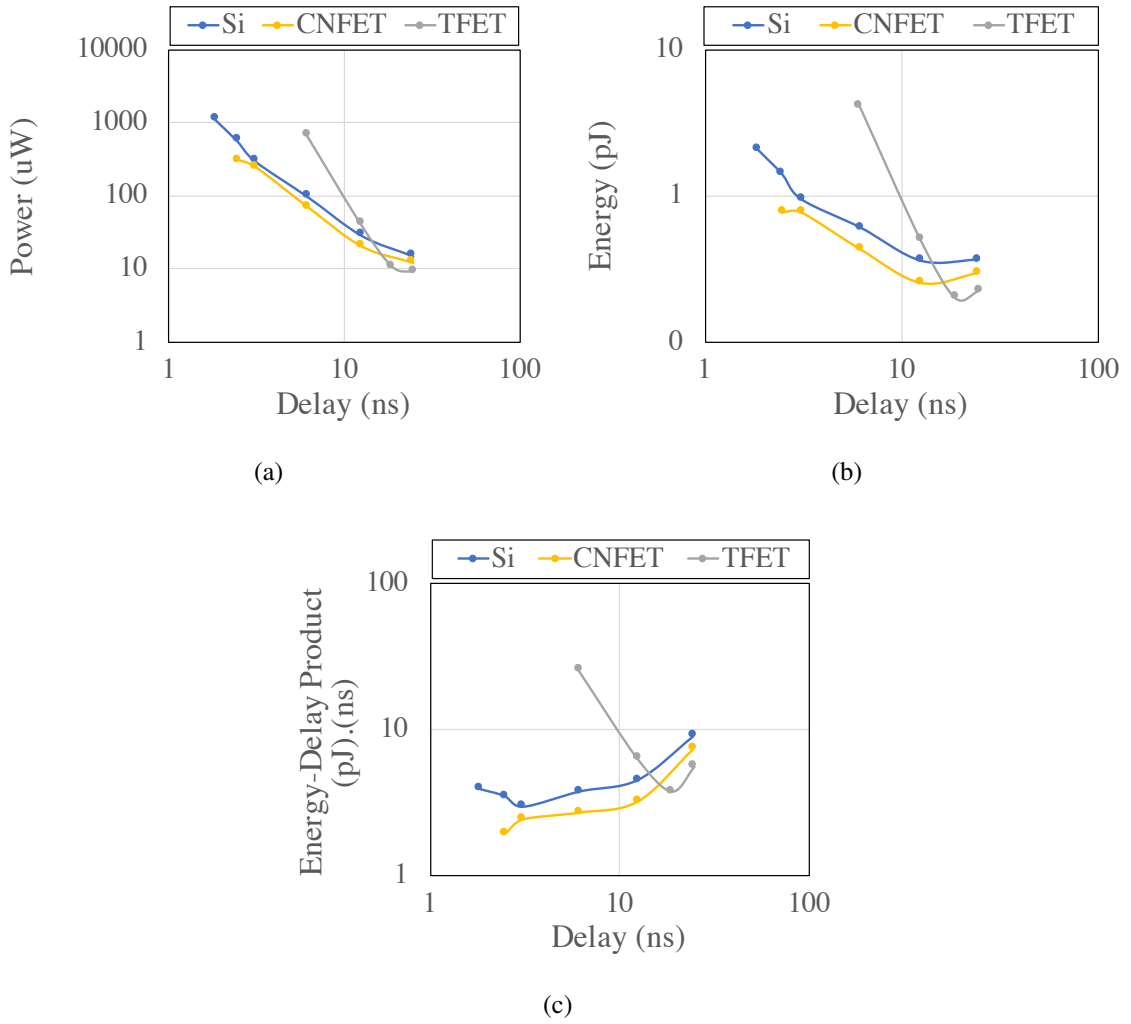 Si CNFET TFET
10000
1000
100
10
1
1 10 100
Power (uW)
Delay (ns)
(a)
Si CNFET TFET
10
1
0
1 10 100
Energy (pJ)
Delay (ns)
(b)
Si CNFET TFET
100
10
1
1 10 100
Energy-Delay Product
(pJ).(ns)
Delay (ns)
(c)